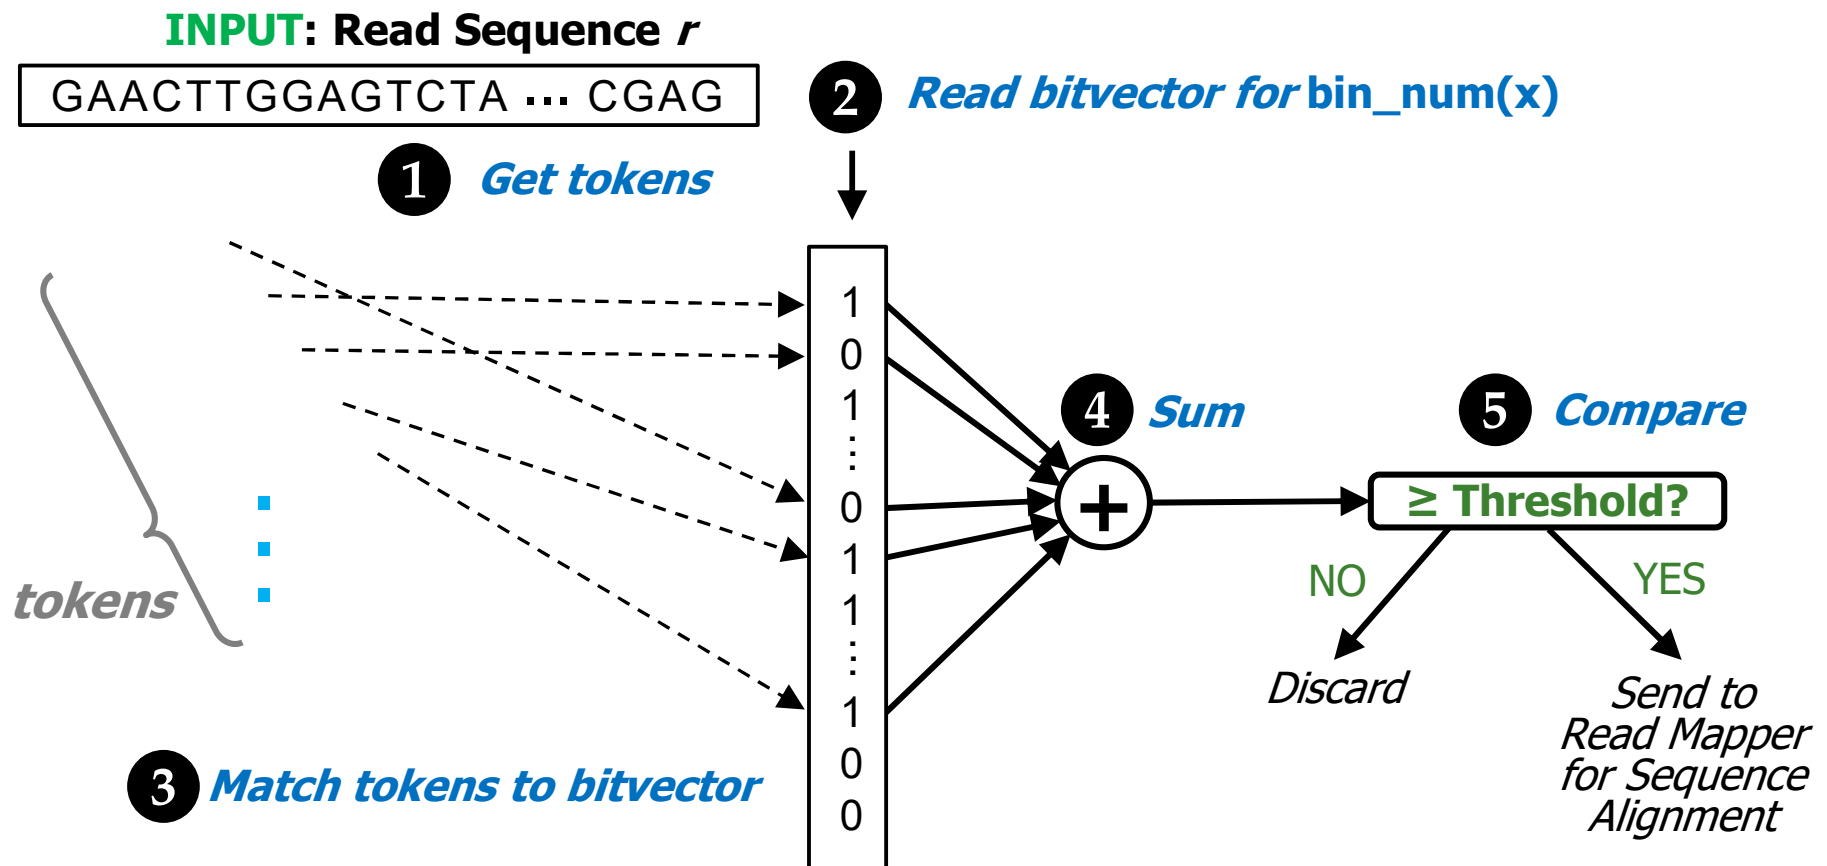 INPUT: Read Sequence r
GAACTTGGAGTCTA ... CGAG
2 Read bitvector for bin_num(x)
1 Get tokens
1
0
1
⋮
0
1
1
⋮
1
0
0
tokens
3 Match tokens to bitvector
4 Sum
+
5 Compare
≥ Threshold?
NO
YES
Discard
Send to
Read Mapper
for Sequence
Alignment